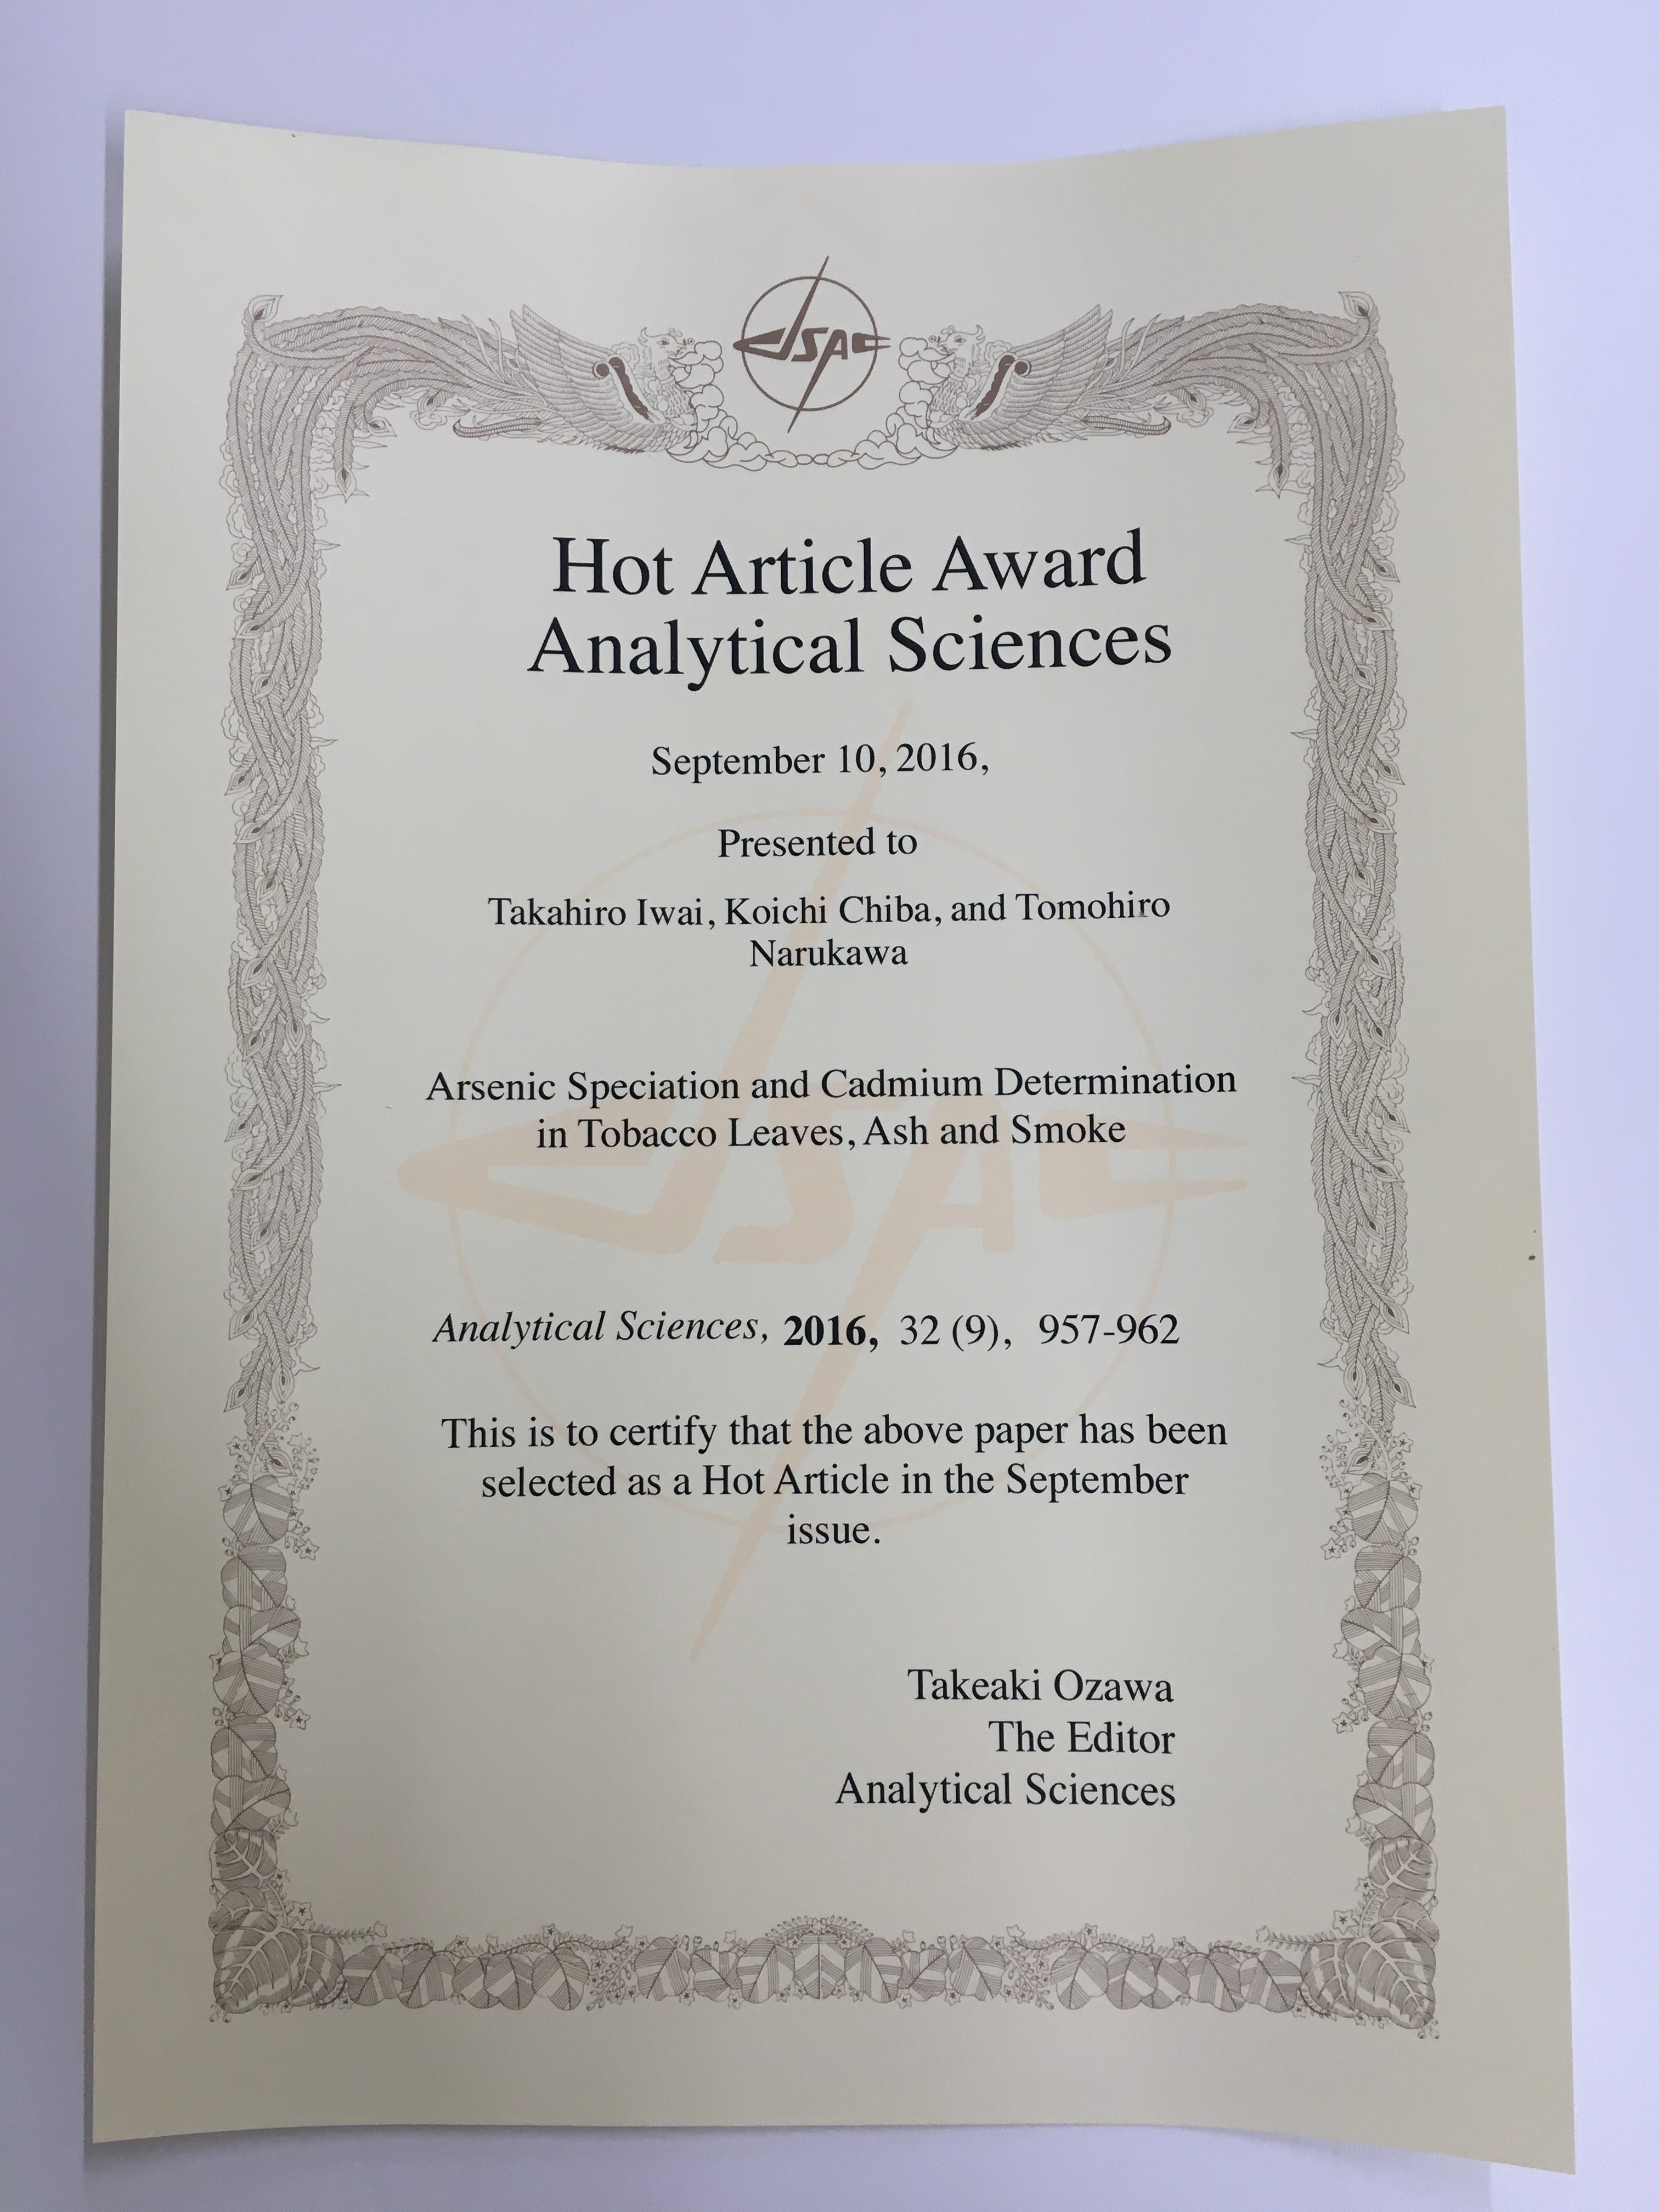 JSAC
Hot Article Award
Analytical Sciences
September 10, 2016,
Presented to
Takahiro Iwai, Koichi Chiba, and Tomohiro
Narukawa
Arsenic Speciation and Cadmium Determination
in Tobacco Leaves, Ash and Smoke
JSAC
Analytical Sciences, 2016, 32 (9), 957-962
This is to certify that the above paper has been
selected as a Hot Article in the September
issue.
Takeaki Ozawa
The Editor
Analytical Sciences